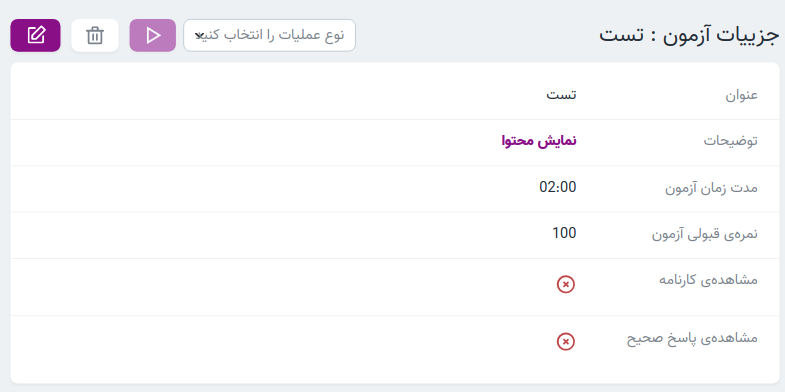 جزییات آزمون : تست
نوع عملیات را انتخاب کنید
عنوان تست
توضیحات نمایش محتوا
مدت زمان آزمون 02:00
نمره‌ی قبولی آزمون 100
مشاهده‌ی کارنامه
مشاهده‌ی پاسخ صحیح